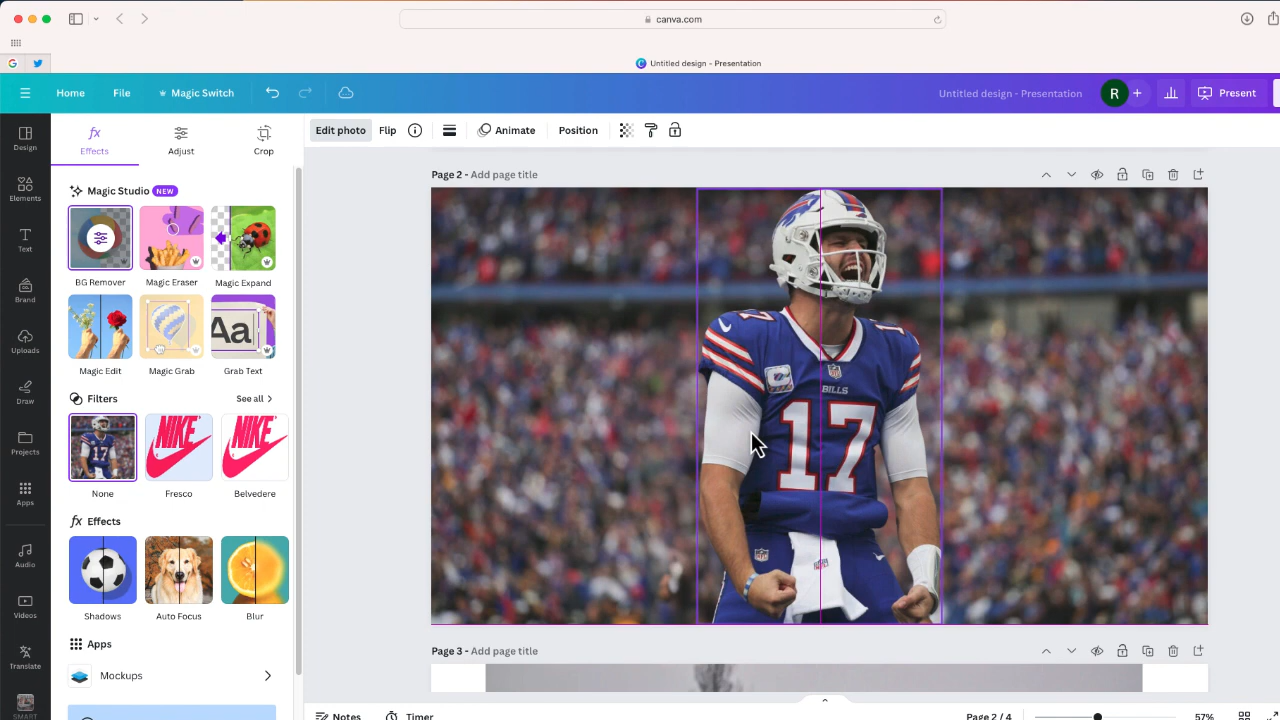 canva.com
Untitled design - Presentation
Home
File
Magic Switch
Untitled design - Presentation
R
+
Present
Design
Elements
Text
Brand
Uploads
Draw
Projects
Apps
Audio
Videos
Translate
SMART
fx
Effects
Adjust
Crop
Magic Studio NEW
BG Remover
Magic Eraser
Magic Expand
Aa
Magic Edit
Magic Grab
Grab Text
Filters
See all
NIKE
NIKE
None
Fresco
Belvedere
fx Effects
Shadows
Auto Focus
Blur
Apps
Mockups
Edit photo
Flip
Animate
Position
Page 2 - Add page title
17
17
BILLS
17
Page 3 - Add page title
Notes
Timer
Page 2 / 4
57%